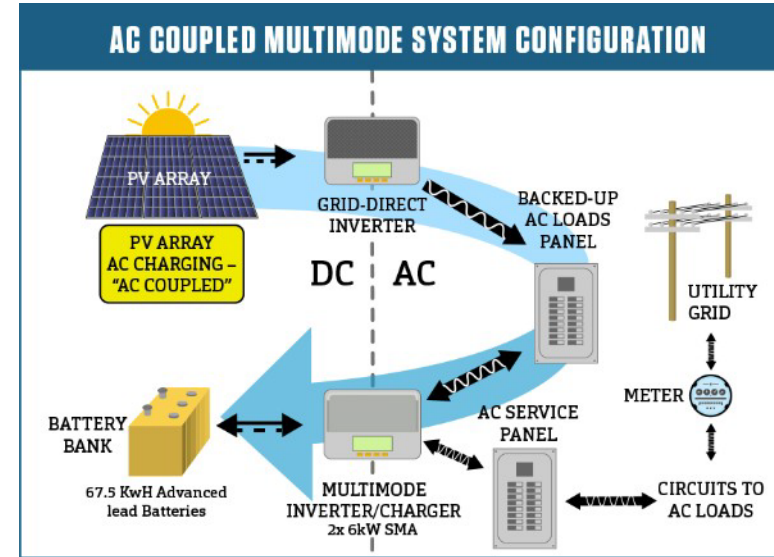 AC COUPLED MULTIMODE SYSTEM CONFIGURATION
PV ARRAY
GRID-DIRECT
INVERTER
BACKED-UP
AC LOADS
PANEL
PV ARRAY
AC CHARGING –
"AC COUPLED"
DC
AC
UTILITY
GRID
METER
BATTERY
BANK
67.5 KwH Advanced
lead Batteries
MULTIMODE
INVERTER/CHARGER
2x 6kW SMA
AC SERVICE
PANEL
CIRCUITS TO
AC LOADS